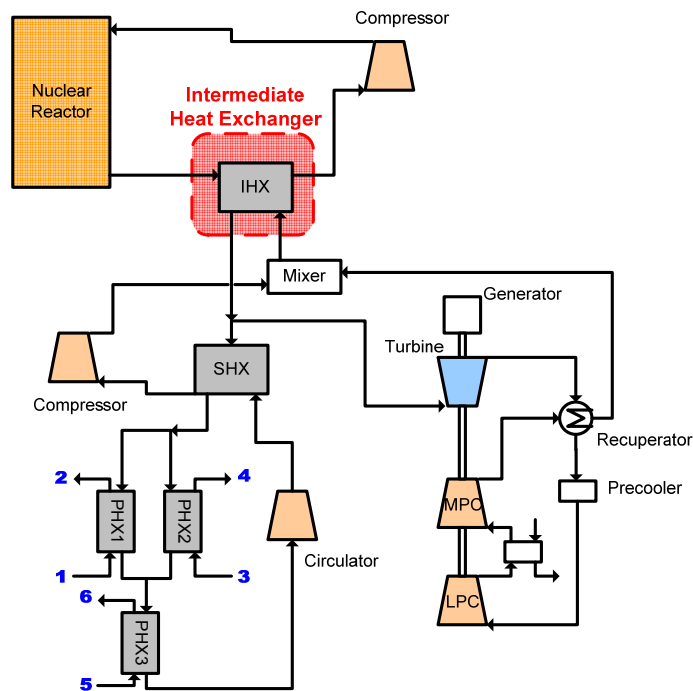 Compressor
Nuclear
Reactor
Intermediate
Heat Exchanger
IHX
Mixer
Generator
Turbine
SHX
Compressor
Recuperator
Precooler
2
4
PHX1
PHX2
MPC
Circulator
1
3
6
LPC
PHX3
5